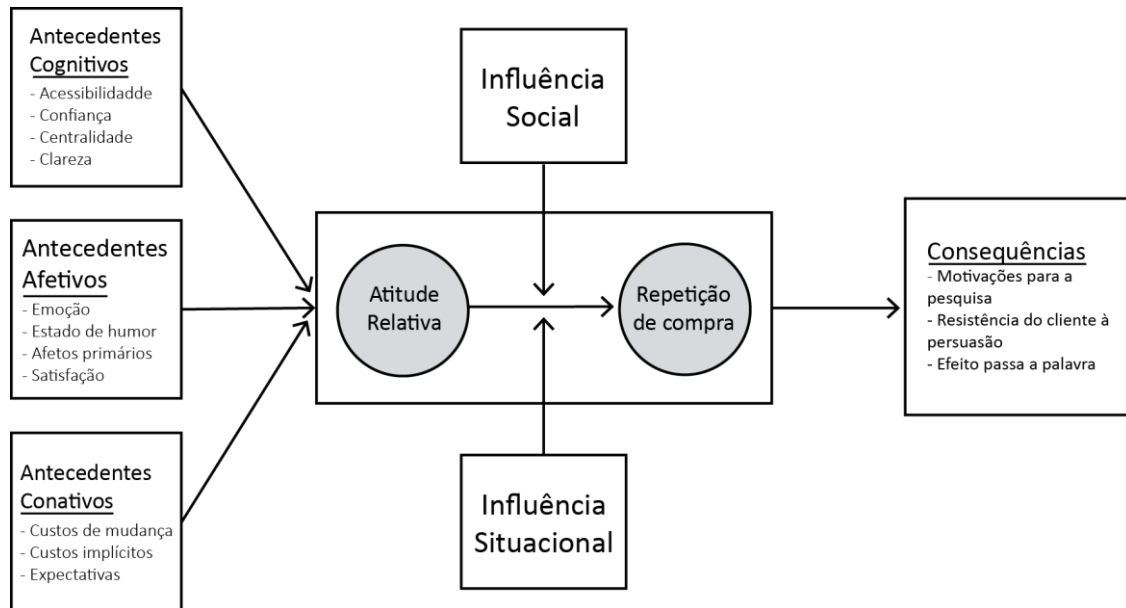 Antecedentes
Cognitivos
- Acessibilidadde
- Confiança
- Centralidade
- Clareza
Antecedentes
Afetivos
- Emoção
- Estado de humor
- Afetos primários
- Satisfação
Antecedentes
Conativos
- Custos de mudança
- Custos implícitos
- Expectativas
Influência
Social
Atitude
Relativa
Repetição
de compra
Influência
Situacional
Consequências
- Motivações para a
pesquisa
- Resistência do cliente à
persuasão
- Efeito passa a palavra